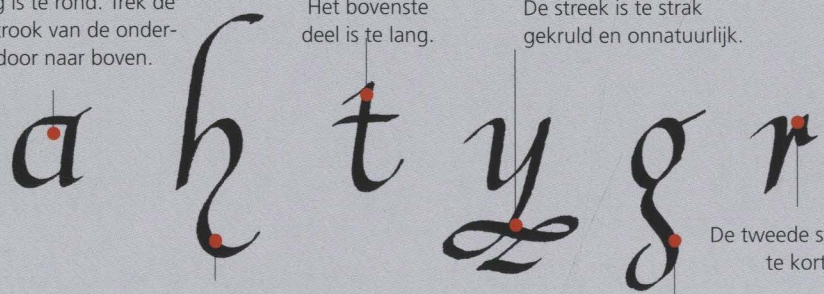 g is te rond. Trek de
trook van de onder-
door naar boven.
Het bovenste
deel is te lang.
De streek is te strak
gekruld en onnatuurlijk.
a h t y g r
De tweede s
te kort